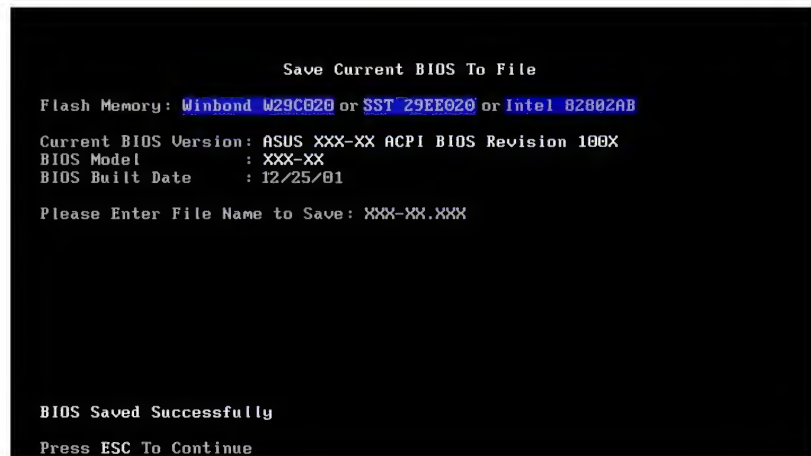 Save Current BIOS To File
Flash Memory: Winbond W29C020 or SST 29EE020 or Intel 82802AB
Current BIOS Version: ASUS XXX-XX ACPI BIOS Revision 100X
BIOS Model : XXX-XX
BIOS Built Date : 12/25/01
Please Enter File Name to Save: XXX-XX.XXX
BIOS Saved Successfully
Press ESC To Continue